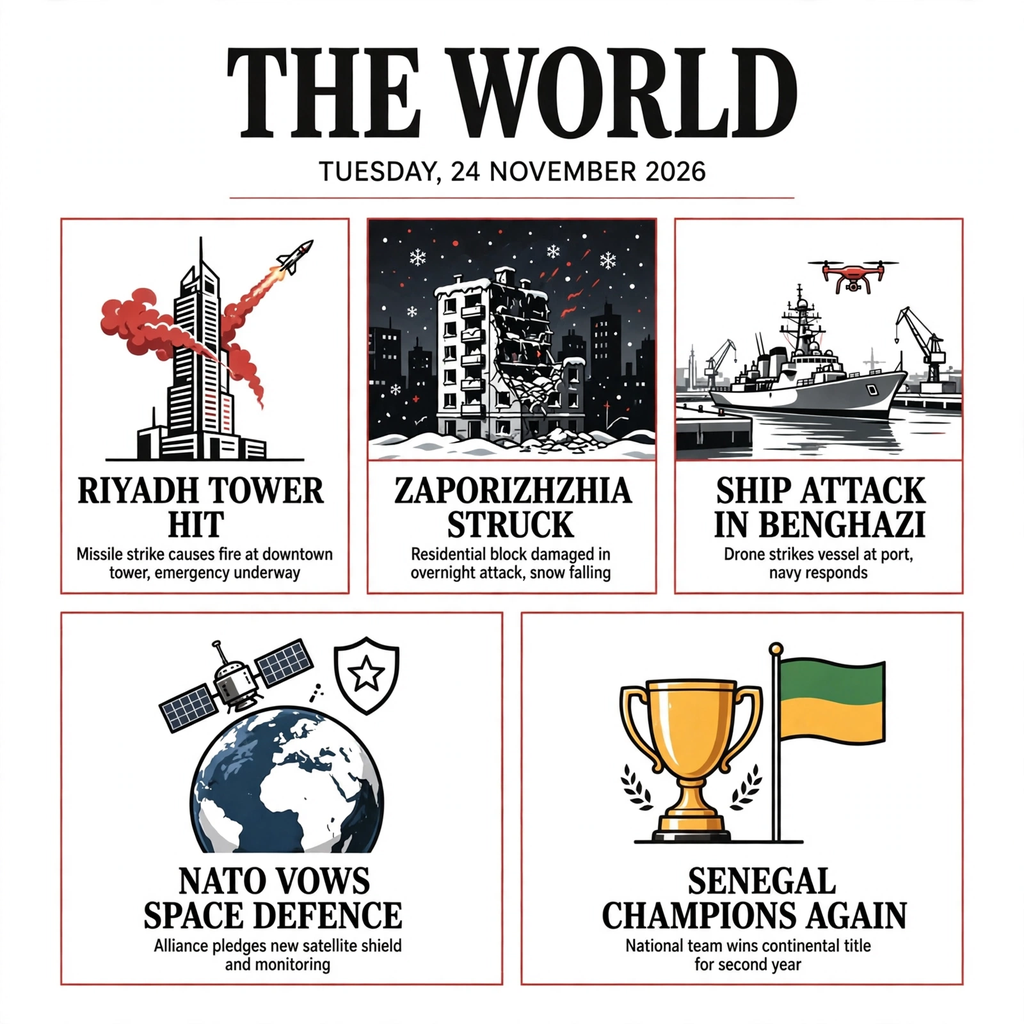 THE WORLD
TUESDAY, 24 NOVEMBER 2026
RIYADH TOWER
HIT
Missile strike causes fire at downtown
tower, emergency underway
ZAPORIZHZHIA
STRUCK
Residential block damaged in
overnight attack, snow falling
SHIP ATTACK
IN BENGHAZI
Drone strikes vessel at port,
navy responds
NATO VOWS
SPACE DEFENCE
Alliance pledges new satellite shield
and monitoring
SENEGAL
CHAMPIONS AGAIN
National team wins continental title
for second year